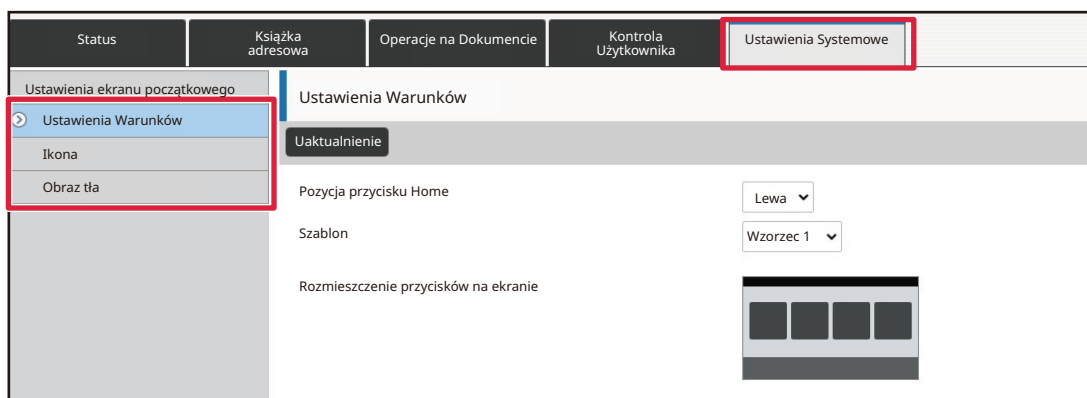 Status
Książka
adresowa
Operacje na Dokumencie
Kontrola
Użytkownika
Ustawienia Systemowe
Ustawienia ekranu początkowego
Ustawienia Warunków
Ikona
Obraz tła
Ustawienia Warunków
Uaktualnienie
Pozycja przycisku Home
Lewa
Szablon
Wzorzec 1
Rozmieszczenie przycisków na ekranie